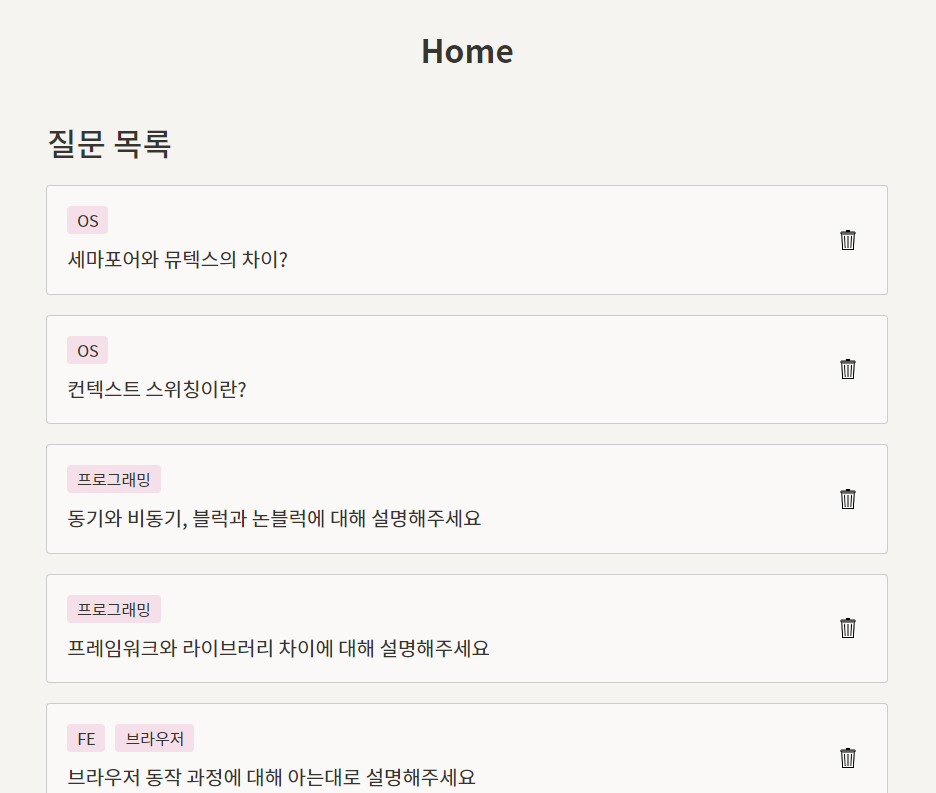 Home
질문 목록
OS
세마포어와 뮤텍스의 차이?
OS
컨텍스트 스위칭이란?
프로그래밍
동기와 비동기, 블럭과 논블럭에 대해 설명해주세요
프로그래밍
프레임워크와 라이브러리 차이에 대해 설명해주세요
FE 브라우저
브라우저 동작 과정에 대해 아는대로 설명해주세요